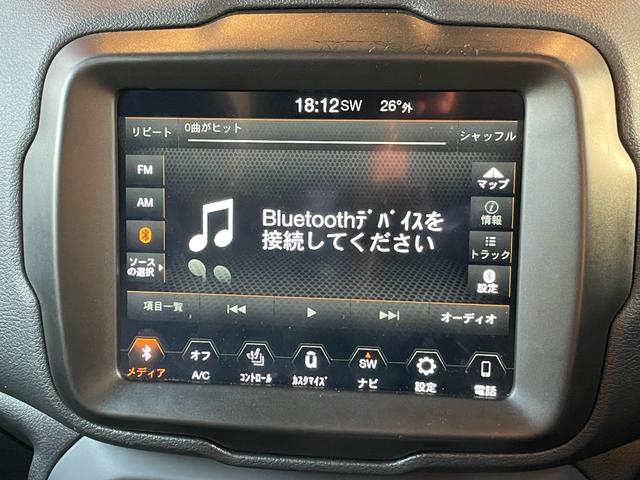 18:12SW 26°外
リピート 0曲がヒット シャッフル
FM
AM
ソース
の選択
Bluetoothﾃﾞﾊﾞｲｽを
接続してください
マップ
情報
トラック
設定
項目一覧 オーディオ
メディア オフ A/C ｺﾝﾄﾛｰﾙ ｶｽﾀﾏｲｽﾞ SW ナビ 設定 電話